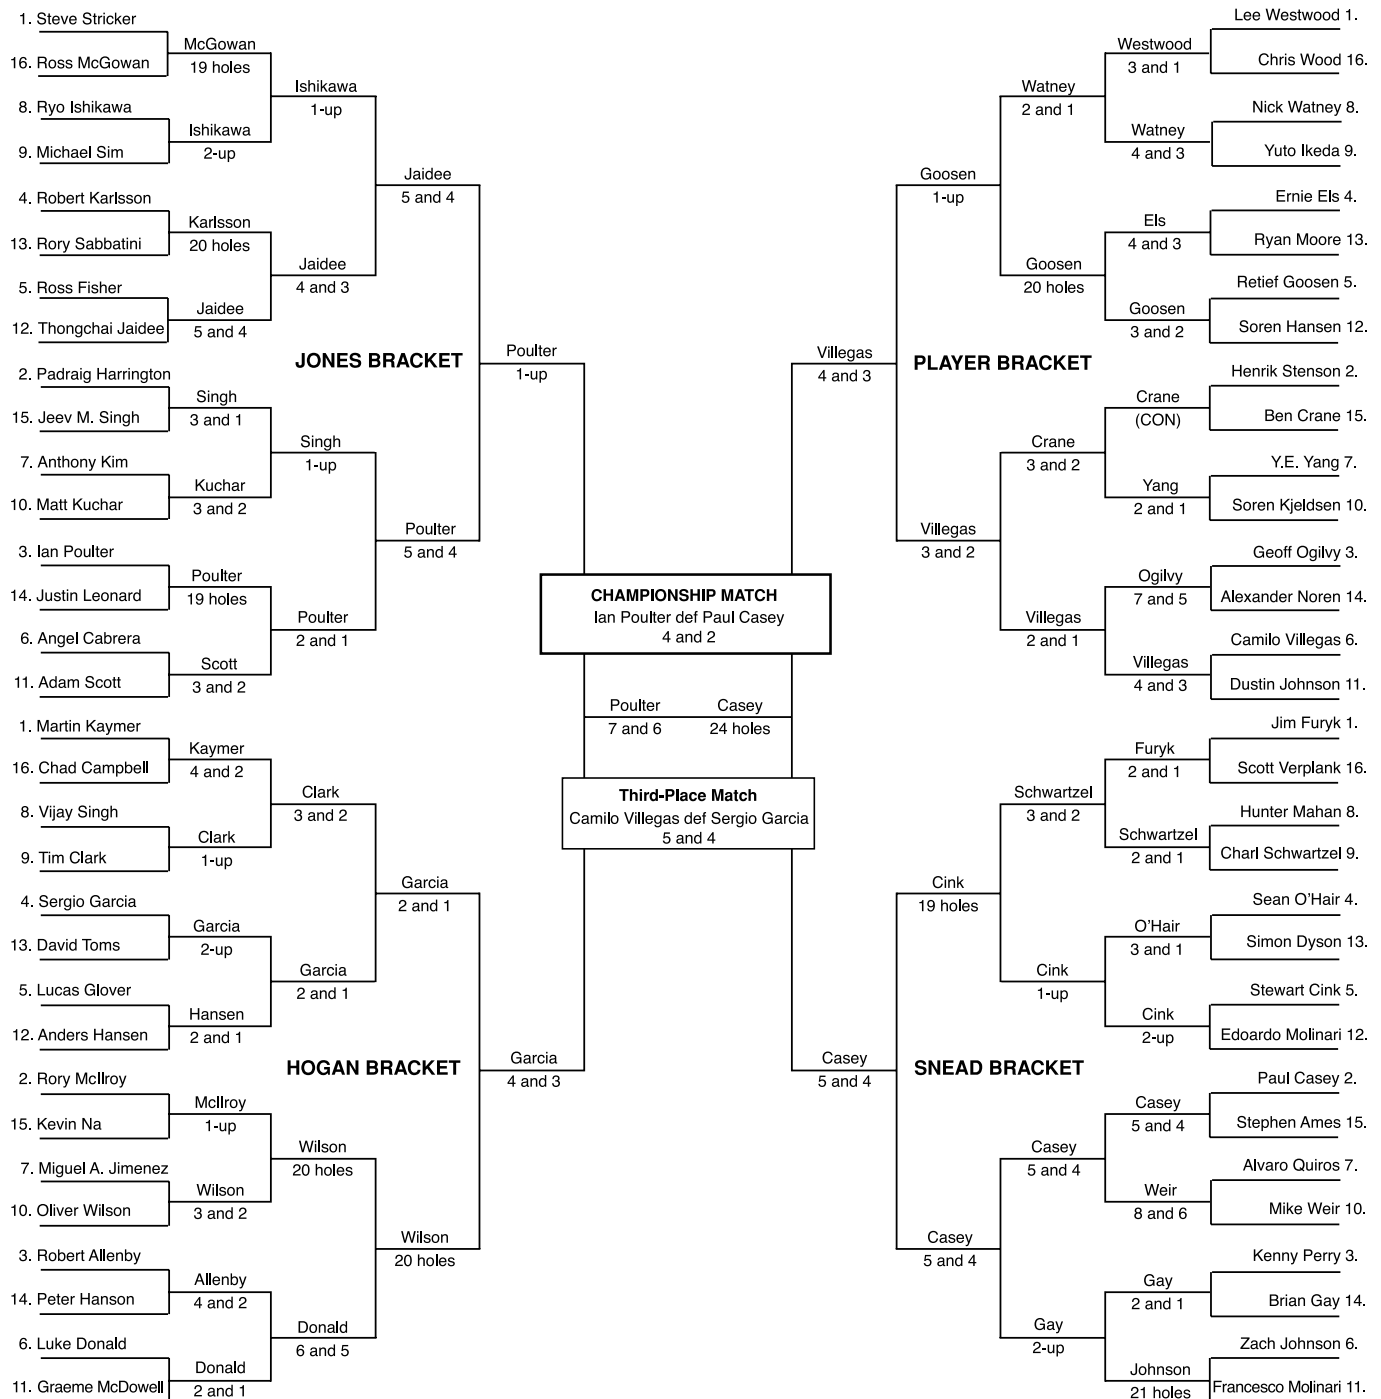 1. Steve Stricker
16. Ross McGowan
McGowan
19 holes
8. Ryo Ishikawa
9. Michael Sim
Ishikawa
2-up
Ishikawa
1-up
4. Robert Karlsson
13. Rory Sabbatini
Karlsson
20 holes
5. Ross Fisher
12. Thongchai Jaidee
Jaidee
5 and 4
Jaidee
4 and 3
Jaidee
5 and 4
JONES BRACKET
2. Padraig Harrington
15. Jeev M. Singh
Singh
3 and 1
7. Anthony Kim
10. Matt Kuchar
Kuchar
3 and 2
Singh
1-up
3. Ian Poulter
14. Justin Leonard
Poulter
19 holes
6. Angel Cabrera
11. Adam Scott
Scott
3 and 2
Poulter
2 and 1
Poulter
5 and 4
Poulter
1-up
1. Martin Kaymer
16. Chad Campbell
Kaymer
4 and 2
8. Vijay Singh
9. Tim Clark
Clark
1-up
Clark
3 and 2
4. Sergio Garcia
13. David Toms
Garcia
2-up
5. Lucas Glover
12. Anders Hansen
Hansen
2 and 1
Garcia
2 and 1
Garcia
2 and 1
HOGAN BRACKET
2. Rory McIlroy
15. Kevin Na
McIlroy
1-up
7. Miguel A. Jimenez
10. Oliver Wilson
Wilson
3 and 2
Wilson
20 holes
3. Robert Allenby
14. Peter Hanson
Allenby
4 and 2
6. Luke Donald
11. Graeme McDowell
Donald
2 and 1
Donald
6 and 5
Wilson
20 holes
Garcia
4 and 3
CHAMPIONSHIP MATCH
Ian Poulter def Paul Casey
4 and 2
Poulter
7 and 6
Casey
24 holes
Third-Place Match
Camilo Villegas def Sergio Garcia
5 and 4
Lee Westwood 1.
Chris Wood 16.
Westwood
3 and 1
Nick Watney 8.
Yuto Ikeda 9.
Watney
4 and 3
Watney
2 and 1
Ernie Els 4.
Ryan Moore 13.
Els
4 and 3
Retief Goosen 5.
Soren Hansen 12.
Goosen
3 and 2
Goosen
20 holes
Goosen
1-up
PLAYER BRACKET
Henrik Stenson 2.
Ben Crane 15.
Crane
(CON)
Y.E. Yang 7.
Soren Kjeldsen 10.
Yang
2 and 1
Crane
3 and 2
Geoff Ogilvy 3.
Alexander Noren 14.
Ogilvy
7 and 5
Camilo Villegas 6.
Dustin Johnson 11.
Villegas
4 and 3
Villegas
2 and 1
Villegas
3 and 2
Villegas
4 and 3
Jim Furyk 1.
Scott Verplank 16.
Furyk
2 and 1
Hunter Mahan 8.
Charl Schwartzel 9.
Schwartzel
2 and 1
Schwartzel
3 and 2
Sean O'Hair 4.
Simon Dyson 13.
O'Hair
3 and 1
Stewart Cink 5.
Edoardo Molinari 12.
Cink
2-up
Cink
1-up
Cink
19 holes
SNEAD BRACKET
Paul Casey 2.
Stephen Ames 15.
Casey
5 and 4
Alvaro Quiros 7.
Mike Weir 10.
Weir
8 and 6
Casey
5 and 4
Kenny Perry 3.
Brian Gay 14.
Gay
2 and 1
Zach Johnson 6.
Francesco Molinari 11.
Johnson
21 holes
Gay
2-up
Casey
5 and 4
Casey
5 and 4